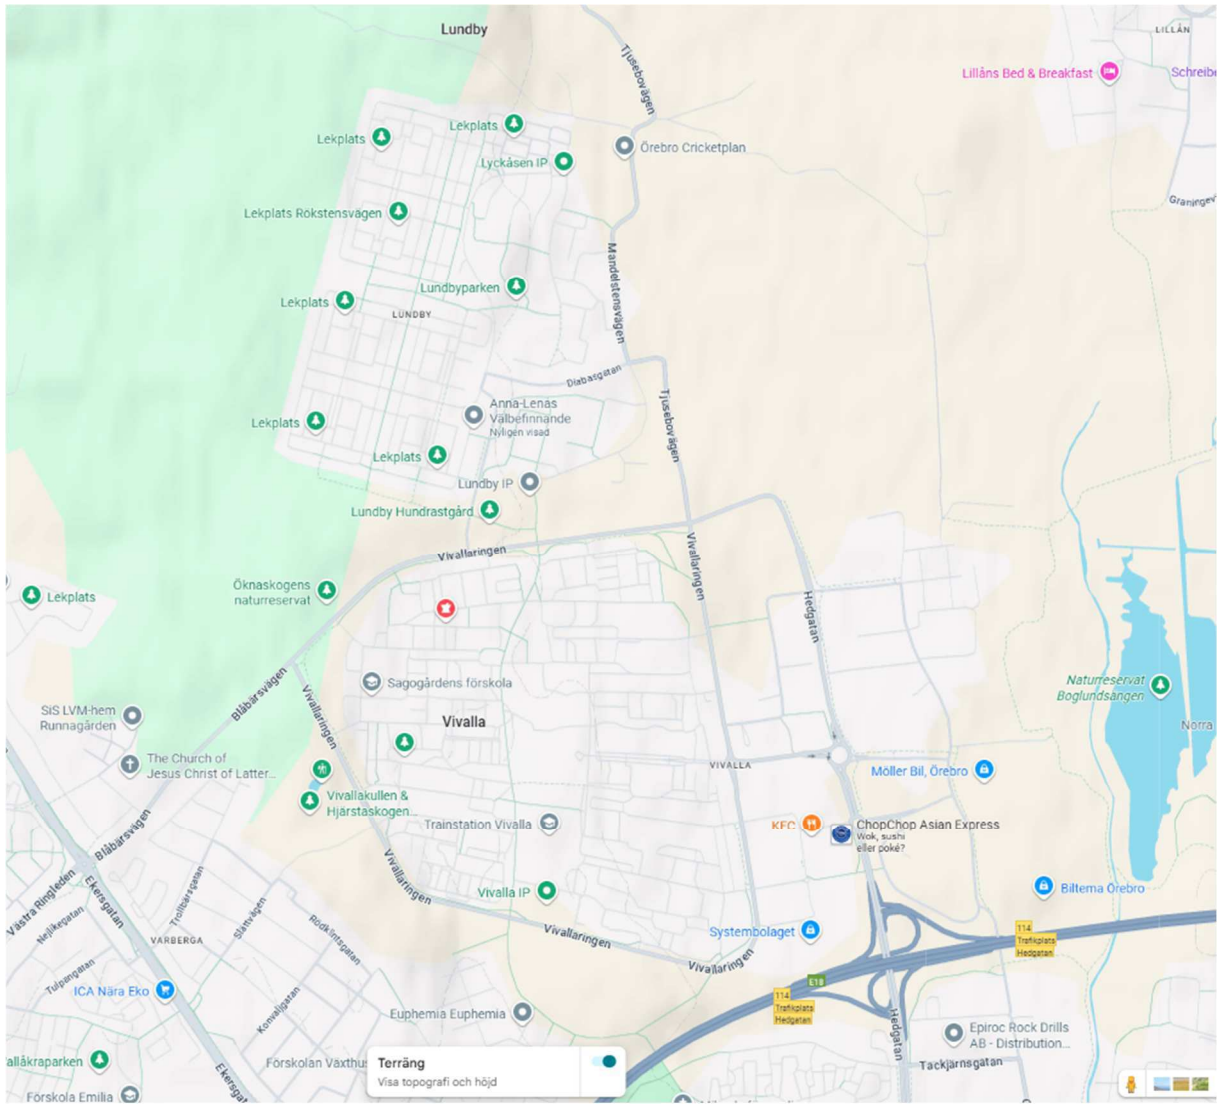 Lundby
LILLÅN
Tjusebovägen
Lillåns Bed & Breakfast
Schreibe
Lekplats
Lekplats
Örebro Cricketplan
Lyckåsen IP
Graningev
Lekplats Rökstensvägen
Mandelstensvägen
Lundbyparken
Lekplats
LUNDBY
Diabasgatan
Anna-Lenas
Välbefinnande
Nyligen visad
Tjusebovägen
Lekplats
Lekplats
Lundby IP
Lundby Hundrastgård
Vivallaringen
Vivallaringen
Öknaskogens
naturreservat
Lekplats
Hedgatan
Sagogårdens förskola
Naturreservat
Boglundsängen
Blåbärsvägen
Vivallaringen
SiS LVM-hem
Runnagården
Vivalla
Norra
The Church of
Jesus Christ of Latter...
VIVALLA
Möller Bil, Örebro
Vivallakullen &
Hjärstaskogen...
Trainstation Vivalla
KFC
ChopChop Asian Express
Wok, sushi
eller poké?
Blåbärsvägen
Vivallaringen
Västra Ringleden
Ekersgatan
Trollbärsgatan
Vivalla IP
Biltema Örebro
Nejlikegatan
Slåttvägen
Rödklintsgatan
VARBERGA
Vivallaringen
Systembolaget
114
Trafikplats
Hedgatan
Tulpangatan
Vivallaringen
E18
ICA Nära Eko
Konvaljgatan
114
Trafikplats
Hedgatan
Euphemia Euphemia
Hedgatan
Epiroc Rock Drills
AB - Distribution...
allåkraparken
Förskolan Växthus
Terräng
Visa topografi och höjd
Tackjärnsgatan
Ekersga
Förskola Emilia